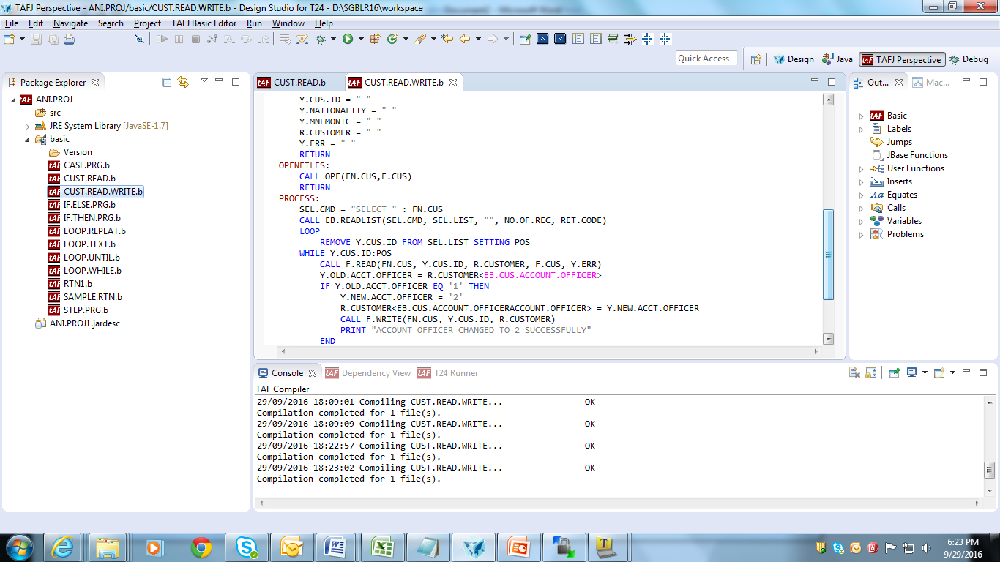 TAFJ Perspective - ANI.PROJ/basic/CUST.READ.WRITE.b - Design Studio for T24 - D:\SGBLR16\workspace
File Edit Navigate Search Project TAFJ Basic Editor Run Window Help
Quick Access
Design
Java
TAFJ Perspective
Debug
Package Explorer
ANI.PROJ
src
JRE System Library [JavaSE-1.7]
basic
Version
CASE.PRG.b
CUST.READ.b
CUST.READ.WRITE.b
IF.ELSE.PRG.b
IF.THEN.PRG.b
LOOP.REPEAT.b
LOOP.TEXT.b
LOOP.UNTIL.b
LOOP.WHILE.b
RTN1.b
SAMPLE.RTN.b
STEP.PRG.b
ANI.PROJ1.jardesc
CUST.READ.b
CUST.READ.WRITE.b
Y.CUS.ID = " "
Y.NATIONALITY = " "
Y.MNEMONIC = " "
R.CUSTOMER = " "
Y.ERR = " "
RETURN
OPENFILES:
CALL OPF(FN.CUS,F.CUS)
RETURN
PROCESS:
SEL.CMD = "SELECT " : FN.CUS
CALL EB.READLIST(SEL.CMD, SEL.LIST, "", NO.OF.REC, RET.CODE)
LOOP
REMOVE Y.CUS.ID FROM SEL.LIST SETTING POS
WHILE Y.CUS.ID:POS
CALL F.READ(FN.CUS, Y.CUS.ID, R.CUSTOMER, F.CUS, Y.ERR)
Y.OLD.ACCT.OFFICER = R.CUSTOMER<EB.CUS.ACCOUNT.OFFICER>
IF Y.OLD.ACCT.OFFICER EQ '1' THEN
Y.NEW.ACCT.OFFICER = '2'
R.CUSTOMER<EB.CUS.ACCOUNT.OFFICERACCOUNT.OFFICER> = Y.NEW.ACCT.OFFICER
CALL F.WRITE(FN.CUS, Y.CUS.ID, R.CUSTOMER)
PRINT "ACCOUNT OFFICER CHANGED TO 2 SUCCESSFULLY"
END
Out...
Mac...
Basic
Labels
Jumps
JBase Functions
User Functions
Inserts
Equates
Calls
Variables
Problems
Console
Dependency View
T24 Runner
TAF Compiler
29/09/2016 18:09:01 Compiling CUST.READ.WRITE... OK
Compilation completed for 1 file(s).
29/09/2016 18:09:09 Compiling CUST.READ.WRITE... OK
Compilation completed for 1 file(s).
29/09/2016 18:22:57 Compiling CUST.READ.WRITE... OK
Compilation completed for 1 file(s).
29/09/2016 18:23:02 Compiling CUST.READ.WRITE... OK
Compilation completed for 1 file(s).
6:23 PM
9/29/2016